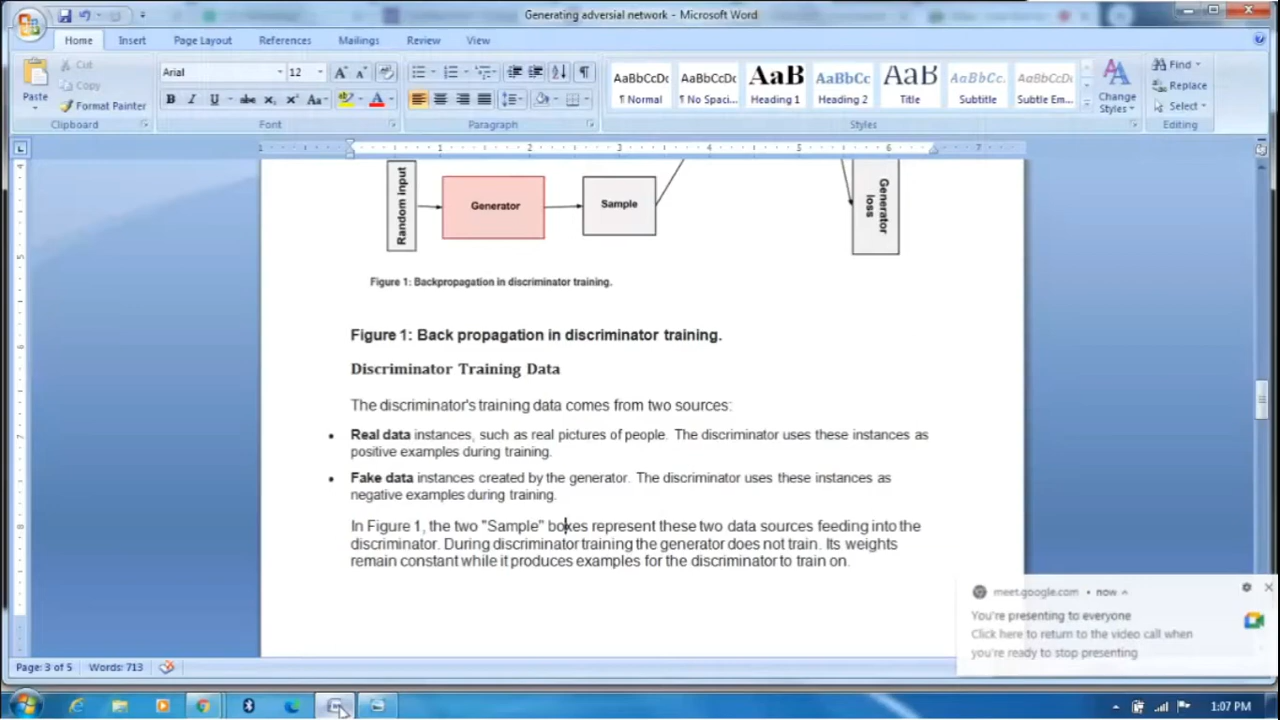 Generating adversial network - Microsoft Word
Home Insert Page Layout References Mailings Review View
Paste
Cut
Copy
Format Painter
Clipboard
Arial 12
Font
Paragraph
AaBbCcDc AaBbCcDc AaB AaBbCc AaB AaBbCc. AaBbCcDc
¶ Normal ¶ No Spaci... Heading 1 Heading 2 Title Subtitle Subtle Em...
Change Styles
Styles
Find
Replace
Select
Editing
1 1 2 3 4 5 6 7
Random input
Generator
Sample
Generator loss
Figure 1: Backpropagation in discriminator training.
Figure 1: Back propagation in discriminator training.
Discriminator Training Data
The discriminator's training data comes from two sources:
• Real data instances, such as real pictures of people. The discriminator uses these instances as
positive examples during training.
• Fake data instances created by the generator. The discriminator uses these instances as
negative examples during training.
In Figure 1, the two "Sample" boxes represent these two data sources feeding into the
discriminator. During discriminator training the generator does not train. Its weights
remain constant while it produces examples for the discriminator to train on.
meet.google.com • now
You're presenting to everyone
Click here to return to the video call when
you're ready to stop presenting
Page: 3 of 5 Words: 713
1:07 PM